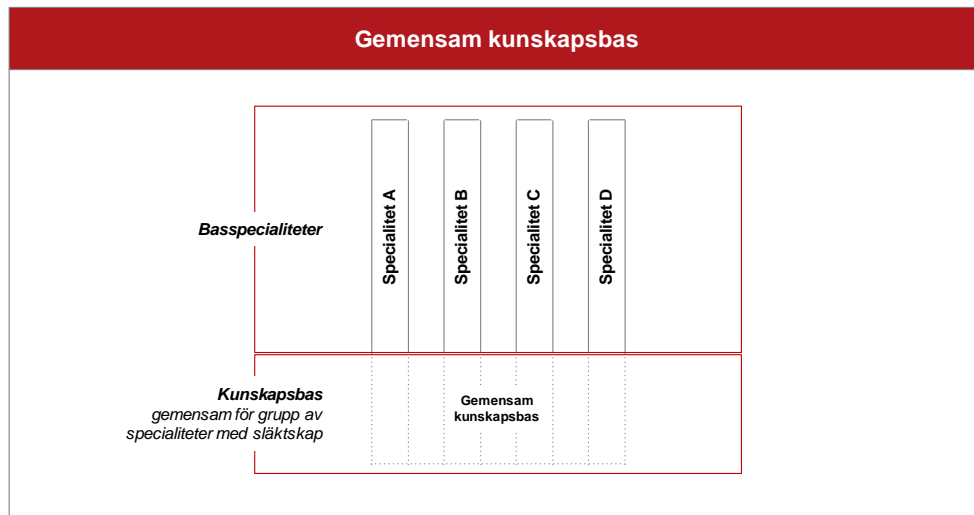 Gemensam kunskapsbas
Basspecialiteter
Specialitet A
Specialitet B
Specialitet C
Specialitet D
Kunskapsbas
gemensam för grupp av
specialiteter med släktskap
Gemensam
kunskapsbas